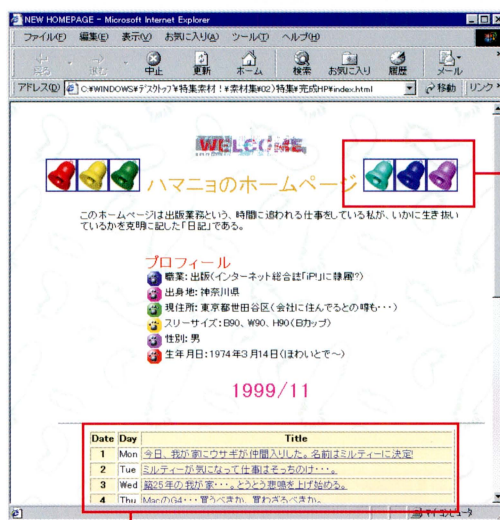 NEW HOMEPAGE - Microsoft Internet Explorer
ファイル(F) 編集(E) 表示(V) お気に入り(A) ツール(T) ヘルプ(H)
戻る 進む 中止 更新 ホーム 検索 お気に入り 履歴 メール
アドレス(D) C:¥WINDOWS¥デスクトップ¥特集素材!¥素材集#02)特集¥完成HP¥index.html 移動 リンク
WELCOME
ハマニョのホームページ
このホームページは出版業務という、時間に追われる仕事をしている私が、いかに生き抜い
ているかを克明に記した「日記」である。
プロフィール
職業:出版(インターネット総合誌「iP!」に隷属!?)
出身地:神奈川県
現住所:東京都世田谷区(会社に住んでるとの噂も・・・)
スリーサイズ:B90、W90、H90(Bカップ)
性別:男
生年月日:1974年3月14日(ほわいとで〜)
1999/11
Date Day Title
1 Mon 今日、我が家にウサギが仲間入りした。名前はミルティーに決定!
2 Tue ミルティーが気になって仕事はそっちのけ・・・。
3 Wed 築25年の我が家・・・。とうとう悲鳴を上げ始める。
4 Thu MacのG4・・・買うべきか、買わざるべきか。
マイ コンピュータ